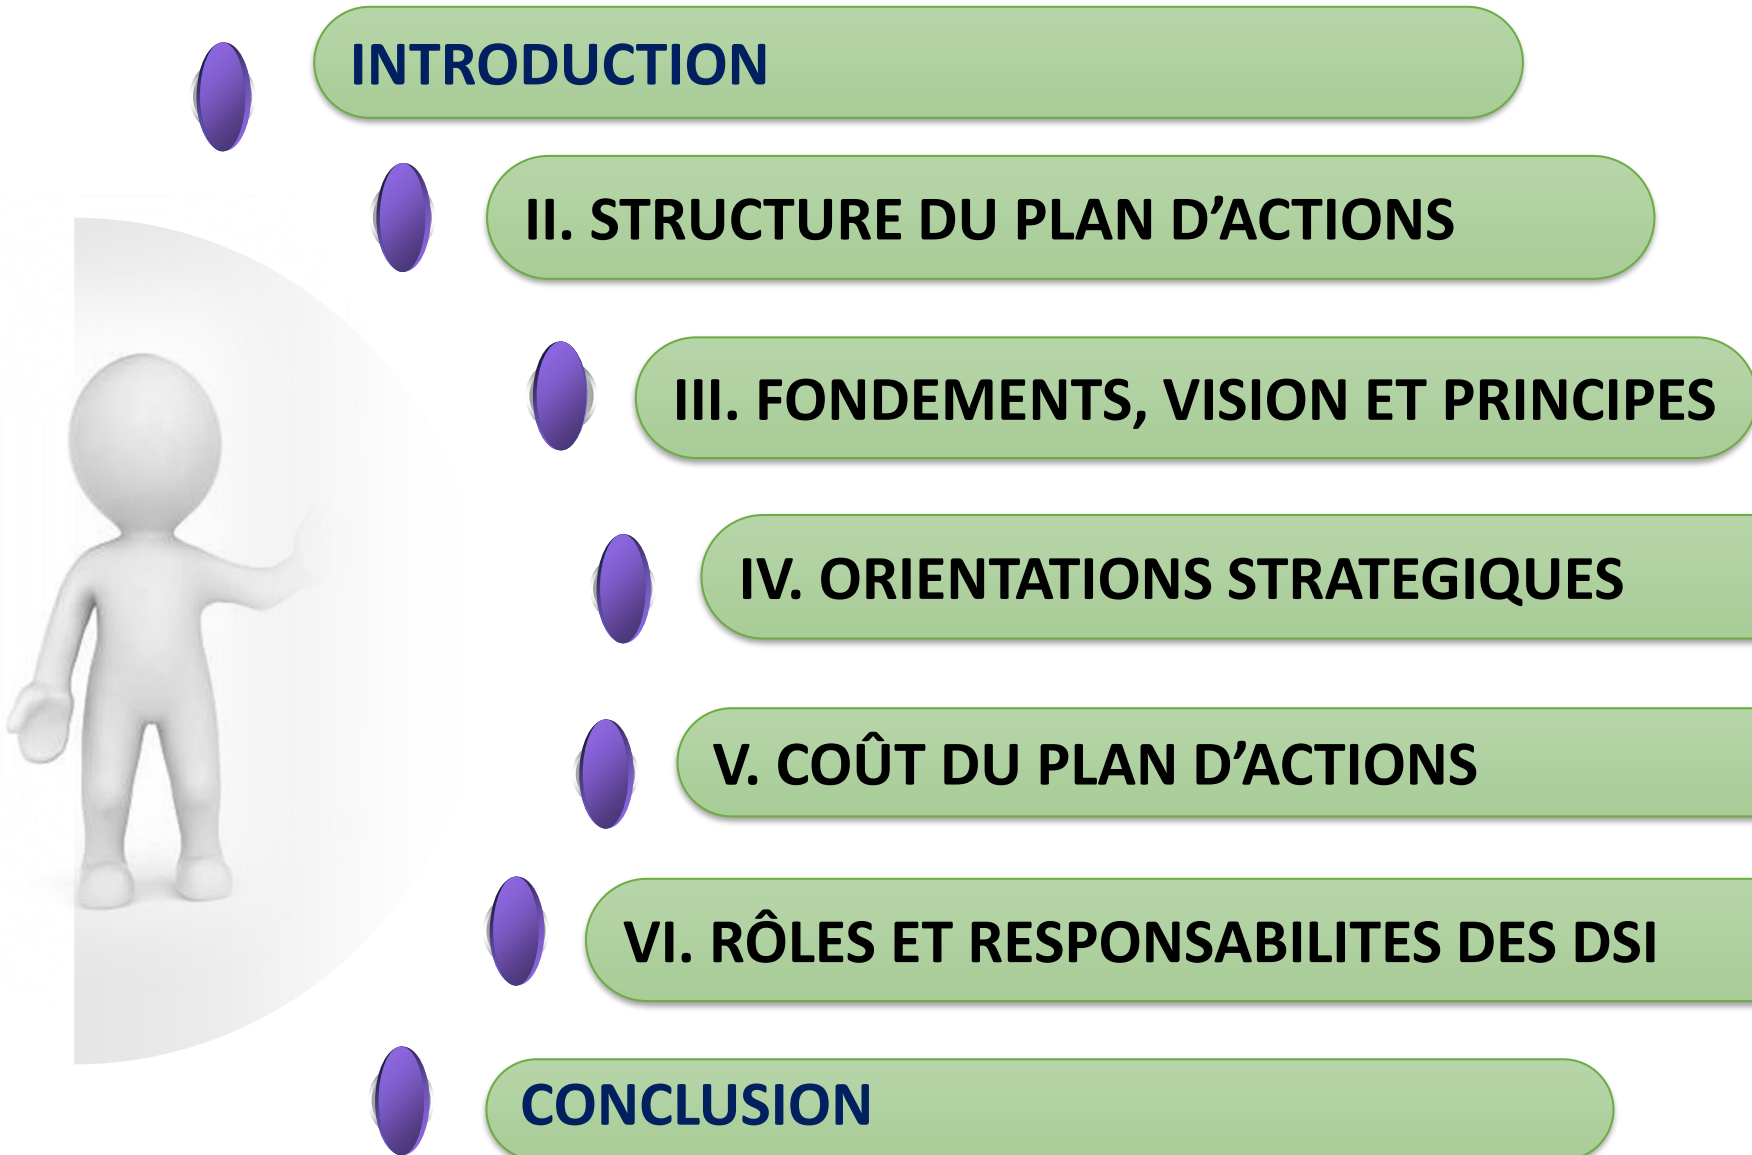 INTRODUCTION
II. STRUCTURE DU PLAN D’ACTIONS
III. FONDEMENTS, VISION ET PRINCIPES
IV. ORIENTATIONS STRATEGIQUES
V. COÛT DU PLAN D’ACTIONS
VI. RÔLES ET RESPONSABILITES DES DSI
CONCLUSION